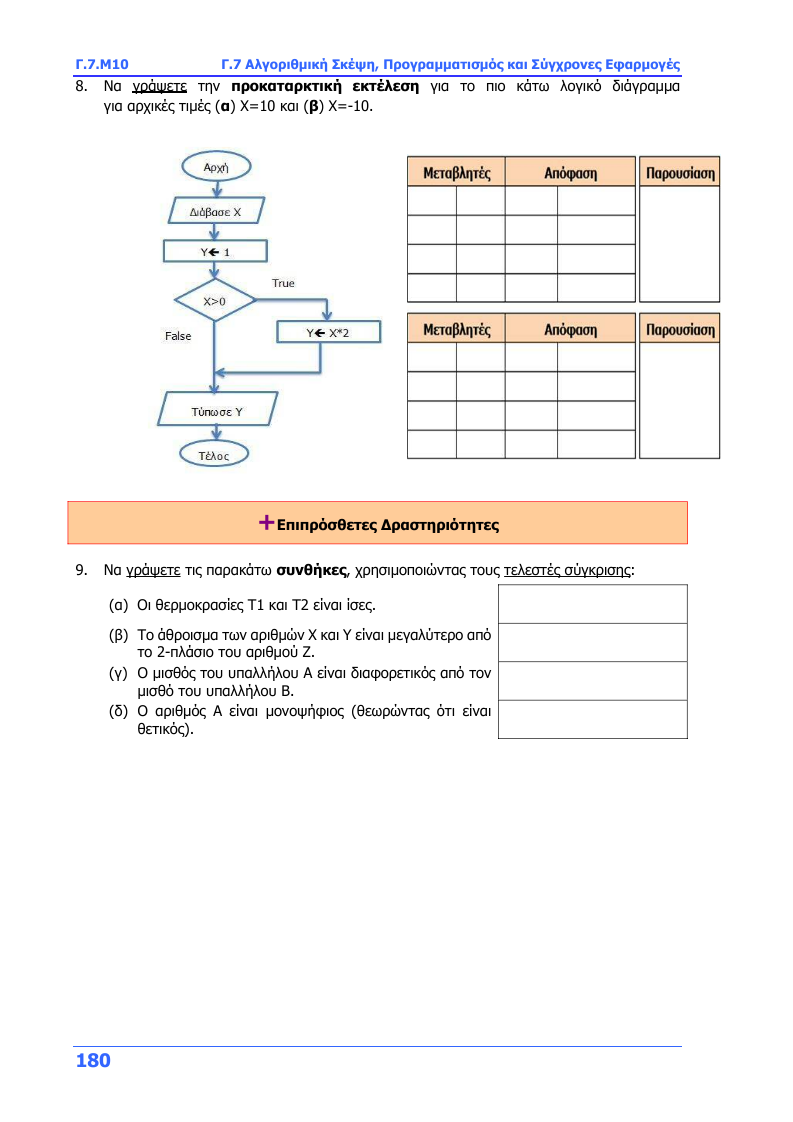 Γ.7.Μ10 Γ.7 Αλγοριθμική Σκέψη, Προγραμματισμός και Σύγχρονες Εφαρμογές
8. Να γράψετε την προκαταρκτική εκτέλεση για το πιο κάτω λογικό διάγραμμα
για αρχικές τιμές (α) Χ=10 και (β) Χ=-10.
Αρχή
Διάβασε Χ
Υ🡸 1
X>0
True
False
Υ🡸 Χ*2
Τύπωσε Υ
Τέλος
Μεταβλητές Απόφαση Παρουσίαση
Μεταβλητές Απόφαση Παρουσίαση
+Επιπρόσθετες Δραστηριότητες
9. Να γράψετε τις παρακάτω συνθήκες, χρησιμοποιώντας τους τελεστές σύγκρισης:
(α) Οι θερμοκρασίες Τ1 και Τ2 είναι ίσες.
(β) Το άθροισμα των αριθμών Χ και Υ είναι μεγαλύτερο από
το 2-πλάσιο του αριθμού Ζ.
(γ) Ο μισθός του υπαλλήλου Α είναι διαφορετικός από τον
μισθό του υπαλλήλου Β.
(δ) Ο αριθμός Α είναι μονοψήφιος (θεωρώντας ότι είναι
θετικός).
180